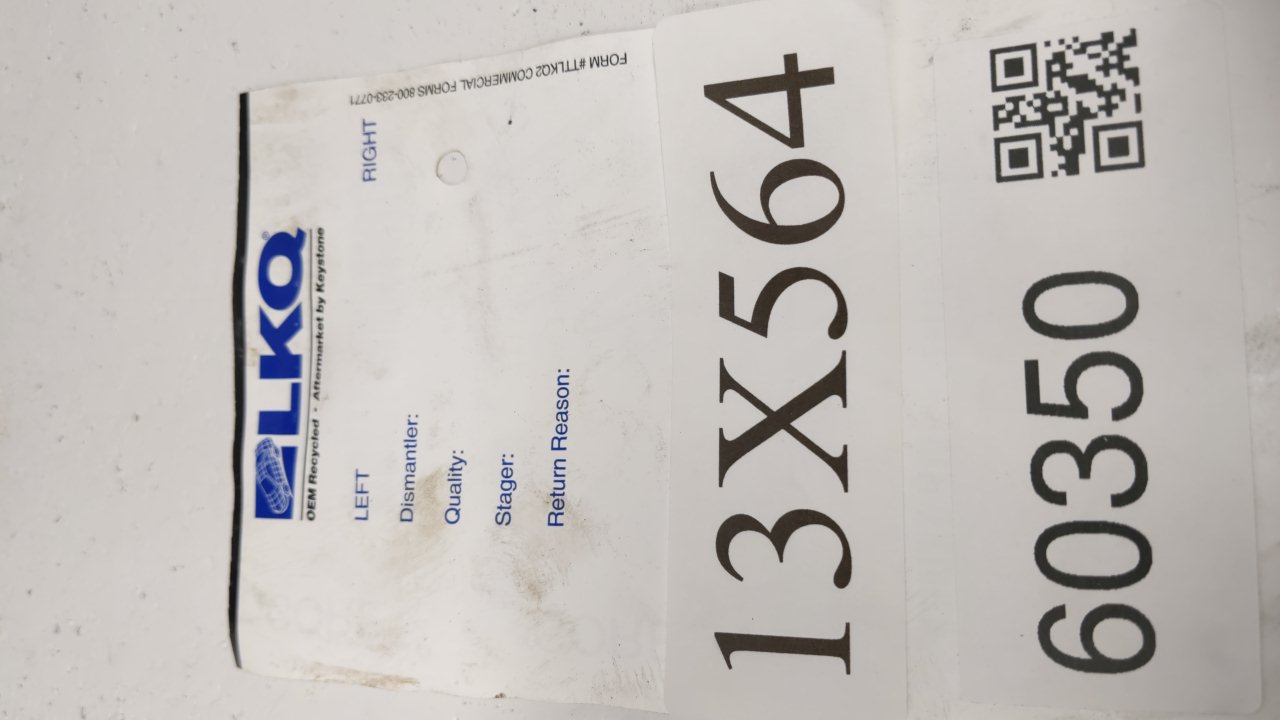 LKQ®
OEM Recycled · Aftermarket by Keystone
LEFT RIGHT
Dismantler:
Quality:
Stager:
Return Reason:
FORM #TTLKQ2 COMMERCIAL FORMS 800-233-0771
13X564
60350